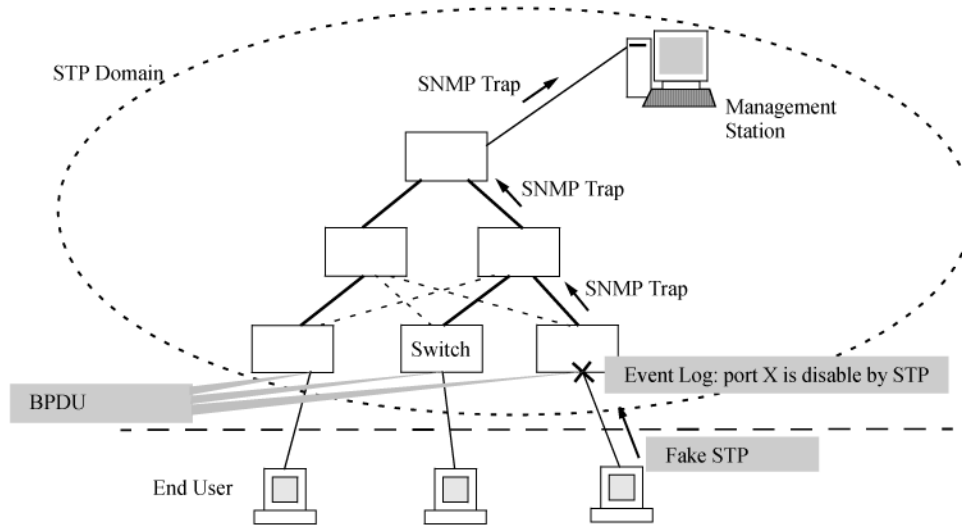 STP Domain
SNMP Trap
Management
Station
SNMP Trap
SNMP Trap
Switch
Event Log: port X is disable by STP
BPDU
Fake STP
End User